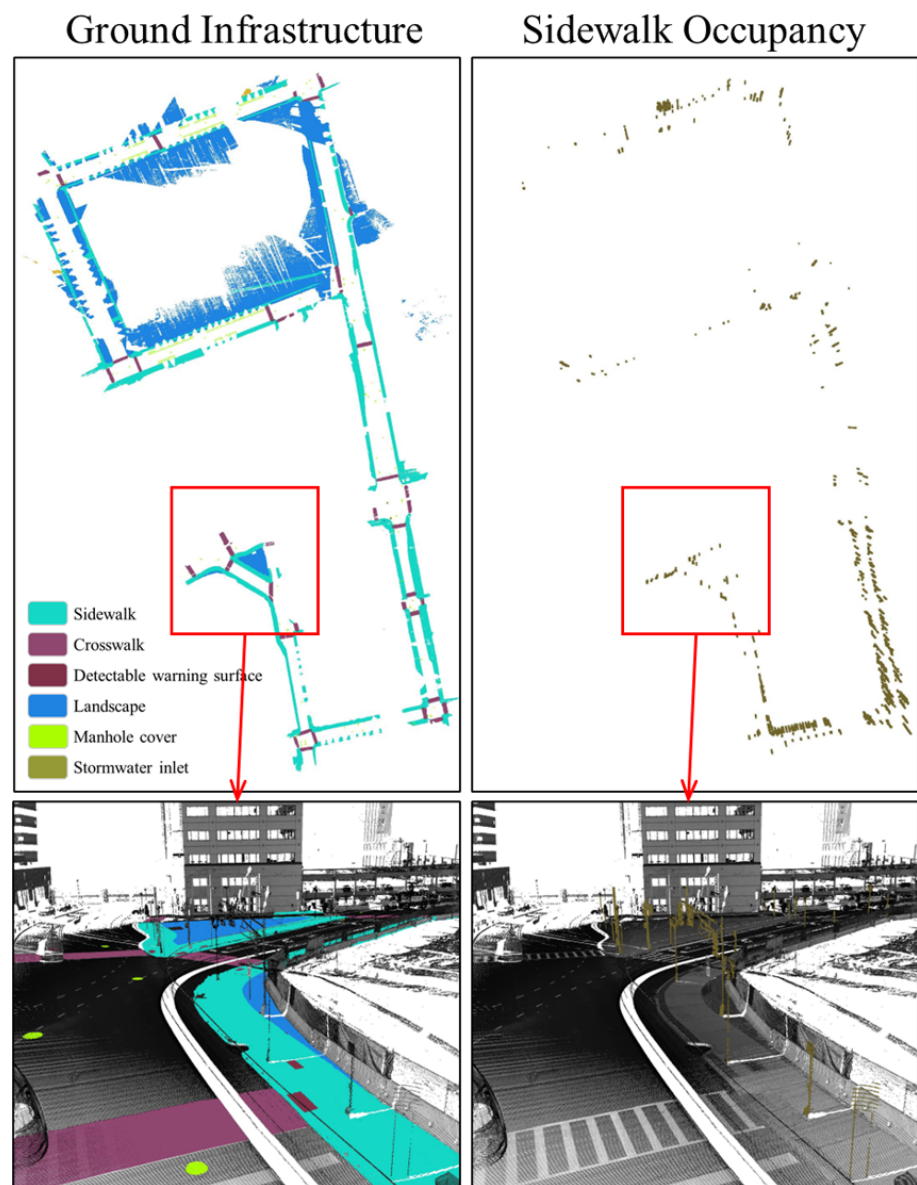 Ground Infrastructure
Sidewalk Occupancy
Sidewalk
Crosswalk
Detectable warning surface
Landscape
Manhole cover
Stormwater inlet